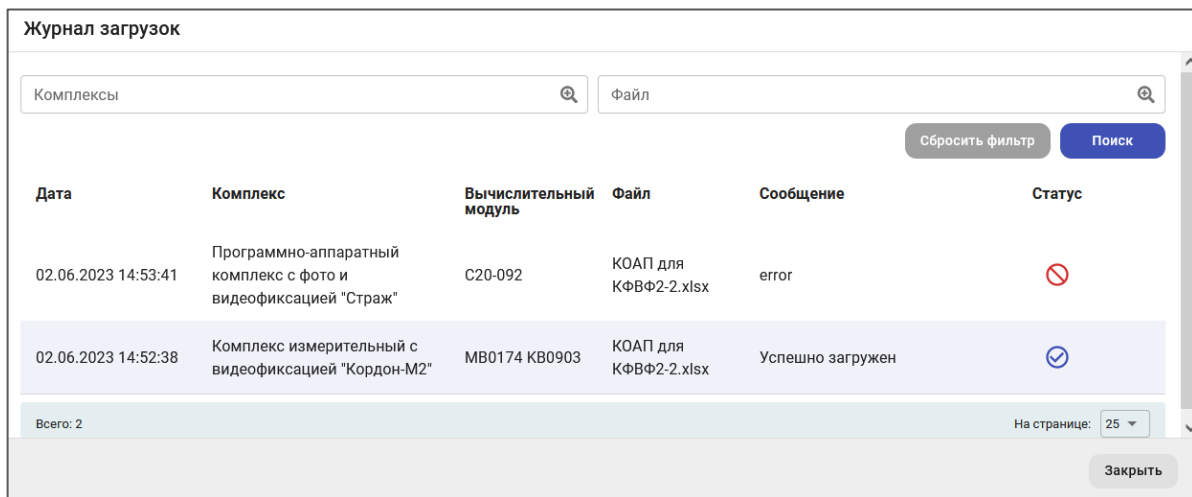 Журнал загрузок
Комплексы
Файл
Сбросить фильтр
Поиск
Дата
Комплекс
Вычислительный
модуль
Файл
Сообщение
Статус
02.06.2023 14:53:41
Программно-аппаратный
комплекс с фото и
видеофиксацией "Страж"
С20-092
КОАП для
КФВФ2-2.xlsx
error
02.06.2023 14:52:38
Комплекс измерительный с
видеофиксацией "Кордон-М2"
МВ0174 КВ0903
КОАП для
КФВФ2-2.xlsx
Успешно загружен
Всего: 2
На странице:
25
Закрыть